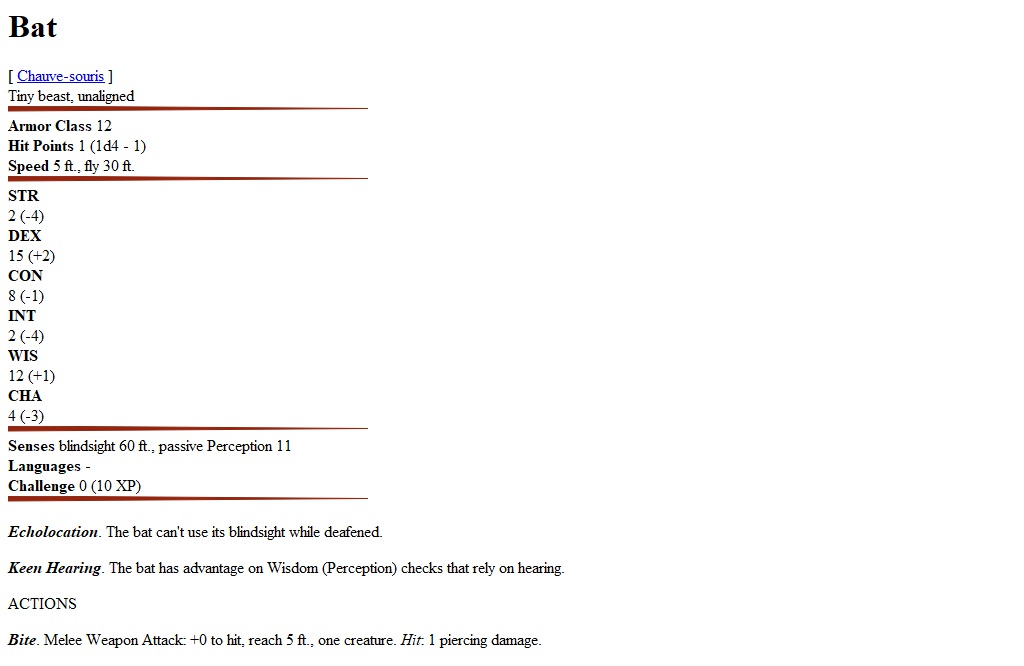 Bat
[ Chauve-souris ]
Tiny beast, unaligned
Armor Class 12
Hit Points 1 (1d4 - 1)
Speed 5 ft., fly 30 ft.
STR
2 (-4)
DEX
15 (+2)
CON
8 (-1)
INT
2 (-4)
WIS
12 (+1)
CHA
4 (-3)
Senses blindsight 60 ft., passive Perception 11
Languages -
Challenge 0 (10 XP)
Echolocation. The bat can't use its blindsight while deafened.
Keen Hearing. The bat has advantage on Wisdom (Perception) checks that rely on hearing.
ACTIONS
Bite. Melee Weapon Attack: +0 to hit, reach 5 ft., one creature. Hit: 1 piercing damage.